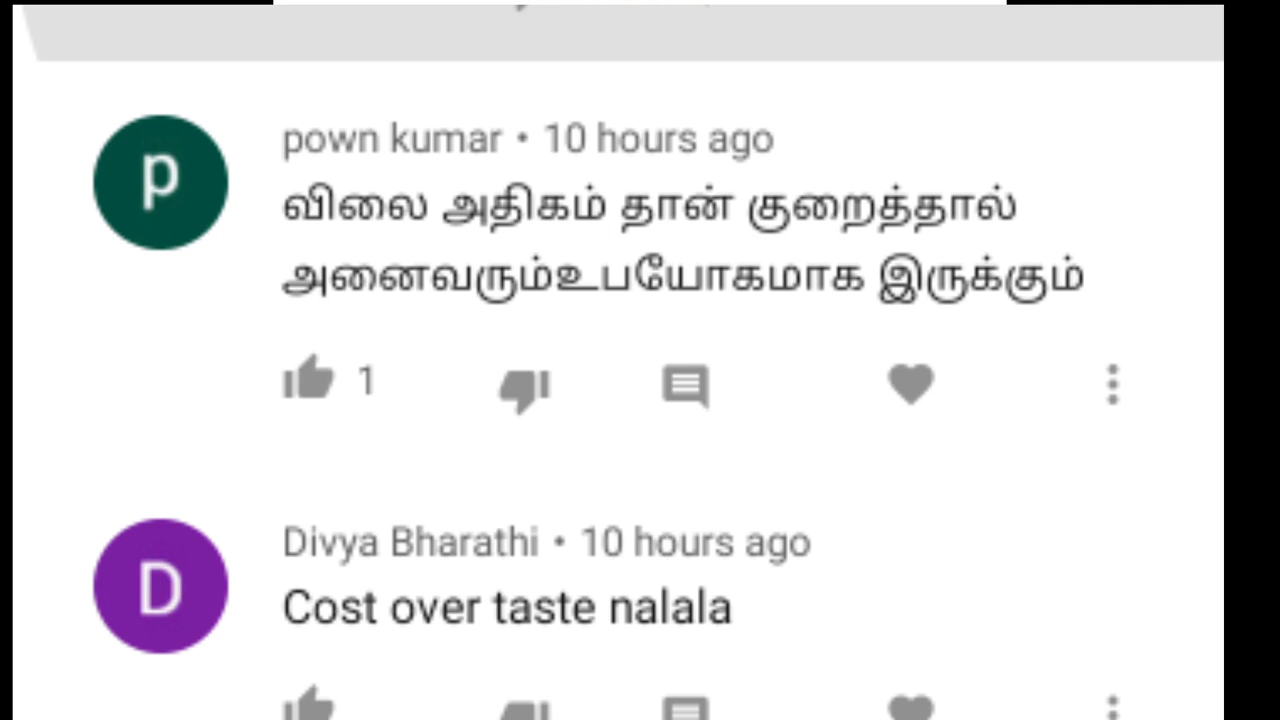 p
pown kumar • 10 hours ago
விலை அதிகம் தான் குறைத்தால்
அனைவரும்உபயோகமாக இருக்கும்
1
D
Divya Bharathi • 10 hours ago
Cost over taste nalala